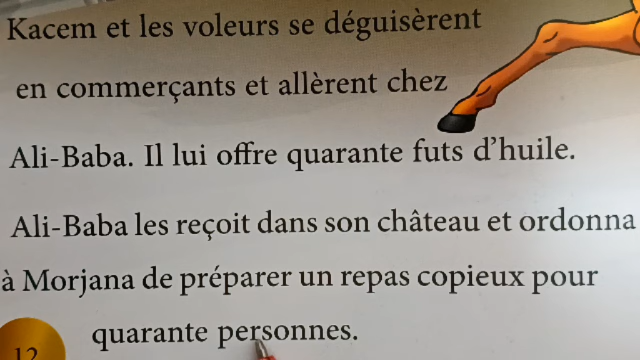 Kacem et les voleurs se déguisèrent
en commerçants et allèrent chez
Ali-Baba. Il lui offre quarante futs d'huile.
Ali-Baba les reçoit dans son château et ordonna
à Morjana de préparer un repas copieux pour
quarante personnes.
12